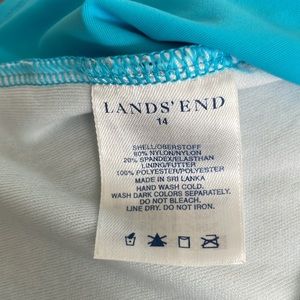 LANDS' END
14
SHELL/OBERSTOFF
80% NYLON/NYLON
20% SPANDEX/ELASTHAN
LINING/FUTTER
100% POLYESTER/POLYESTER
MADE IN SRI LANKA
HAND WASH COLD.
WASH DARK COLORS SEPARATELY.
DO NOT BLEACH.
LINE DRY. DO NOT IRON.